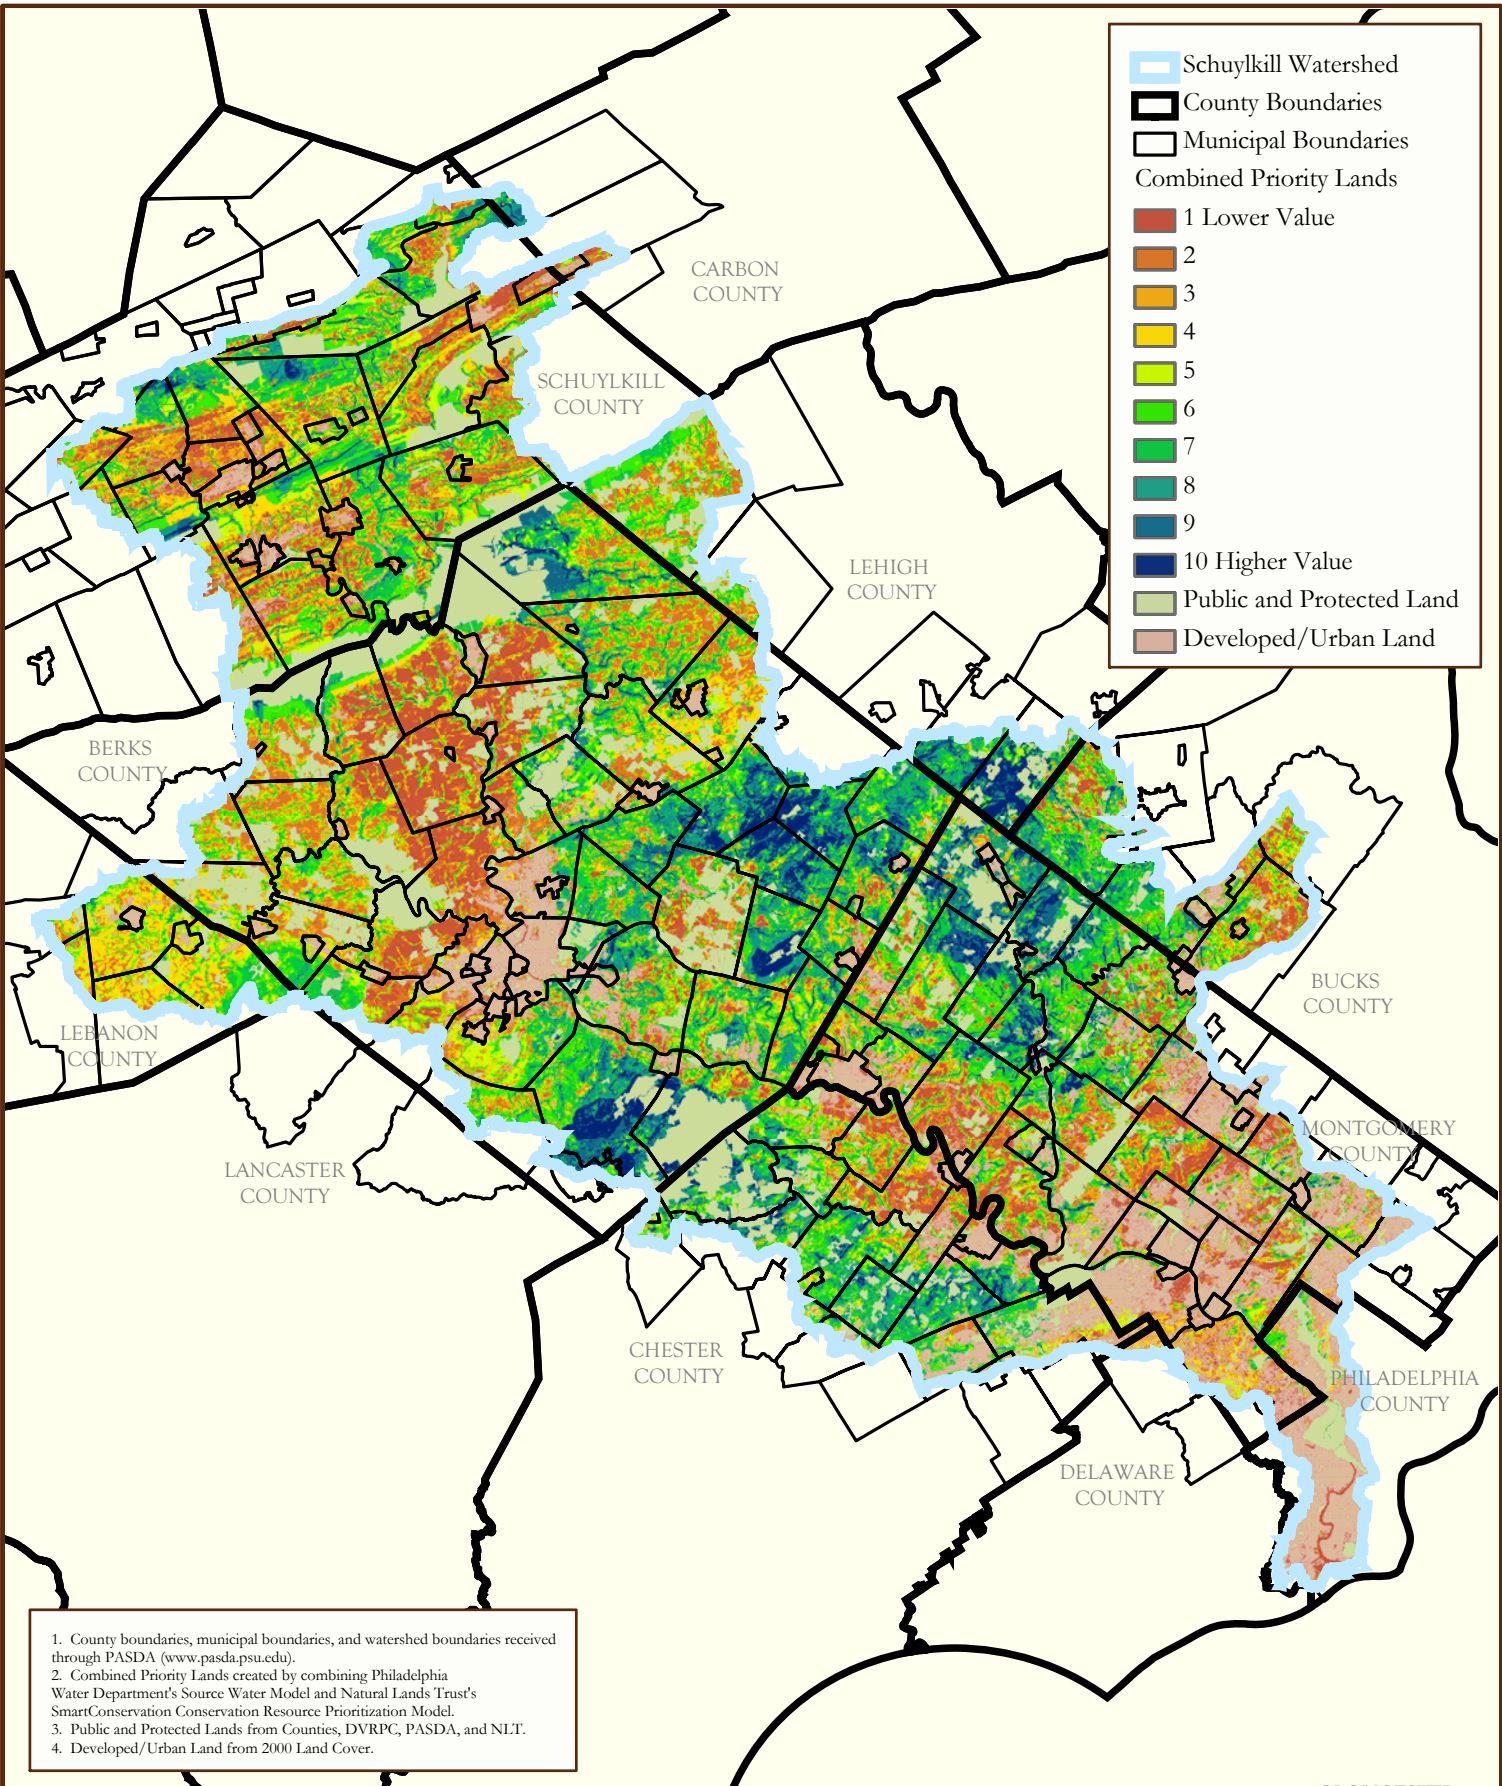 Schuylkill Watershed
County Boundaries
Municipal Boundaries
Combined Priority Lands
1 Lower Value
2
3
4
5
6
7
8
9
10 Higher Value
Public and Protected Land
Developed/Urban Land
CARBON
COUNTY
SCHUYLKILL
COUNTY
LEHIGH
COUNTY
BERKS
COUNTY
BUCKS
COUNTY
LEBANON
COUNTY
MONTGOMERY
COUNTY
LANCASTER
COUNTY
CHESTER
COUNTY
PHILADELPHIA
COUNTY
DELAWARE
COUNTY
1. County boundaries, municipal boundaries, and watershed boundaries received
through PASDA (www.pasda.psu.edu).
2. Combined Priority Lands created by combining Philadelphia
Water Department's Source Water Model and Natural Lands Trust's
SmartConservation Conservation Resource Prioritization Model.
3. Public and Protected Lands from Counties, DVRPC, PASDA, and NLT.
4. Developed/Urban Land from 2000 Land Cover.